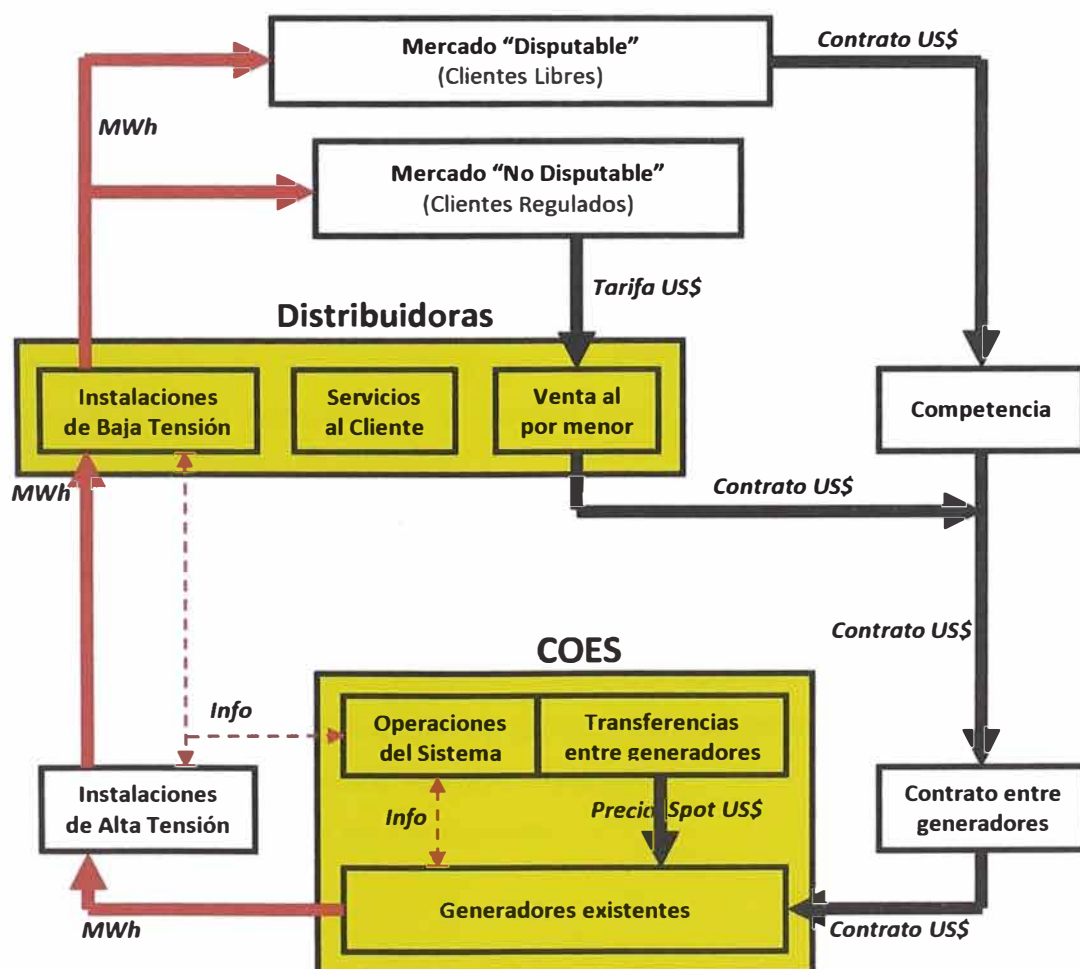 Mercado “Disputable”
(Clientes Libres)
Contrato US$
MWh
Mercado “No Disputable”
(Clientes Regulados)
Tarifa US$
Distribuidoras
Instalaciones
de Baja Tensión
Servicios
al Cliente
Venta al
por menor
Competencia
MWh
Contrato US$
Contrato US$
COES
Info
Operaciones
del Sistema
Transferencias
entre generadores
Instalaciones
de Alta Tensión
Info
Precio Spot US$
Contrato entre
generadores
Generadores existentes
MWh
Contrato US$